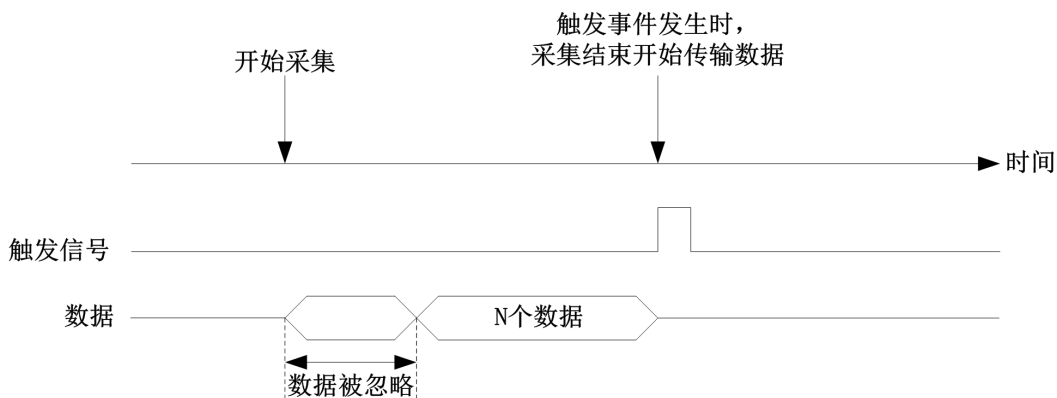 触发事件发生时，
采集结束开始传输数据
开始采集
时间
触发信号
数据
N个数据
数据被忽略